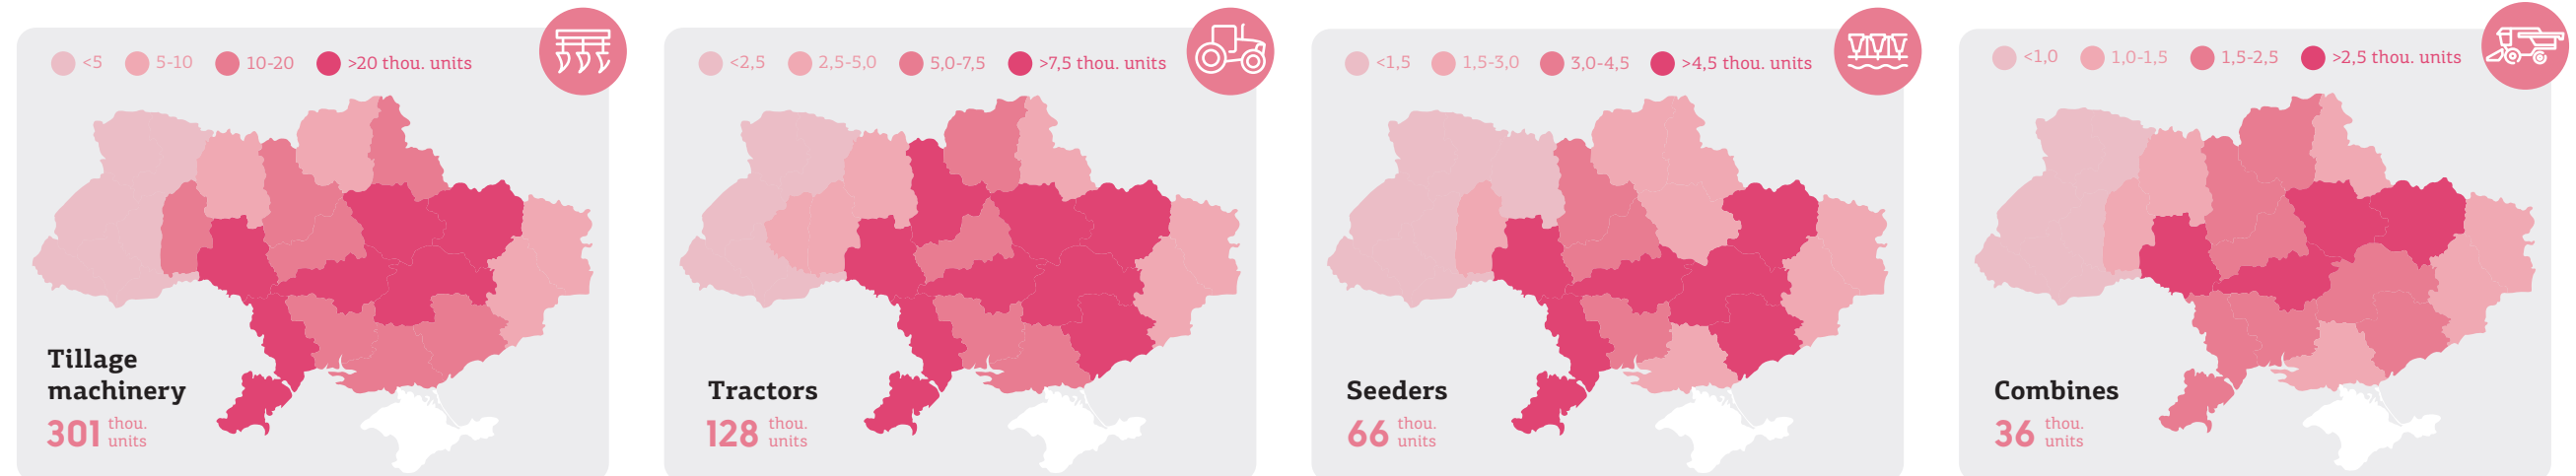 <5 5-10 10-20 >20 thou. units
Tillage
machinery
301 thou.
units
<2,5 2,5-5,0 5,0-7,5 >7,5 thou. units
Tractors
128 thou.
units
<1,5 1,5-3,0 3,0-4,5 >4,5 thou. units
Seeders
66 thou.
units
<1,0 1,0-1,5 1,5-2,5 >2,5 thou. units
Combines
36 thou.
units